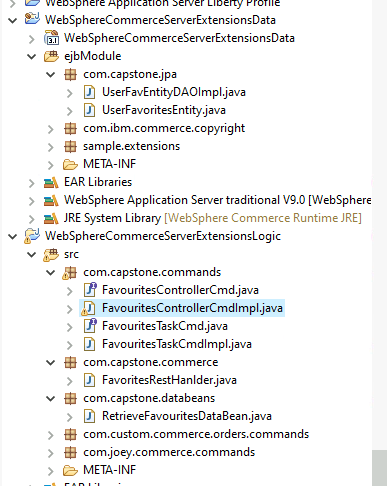 WebSphere Application Server Liberty Profile
WebSphereCommerceServerExtensionsData
WebSphereCommerceServerExtensionsData
ejbModule
com.capstone.jpa
UserFavEntityDAOImpl.java
UserFavoritesEntity.java
com.ibm.commerce.copyright
sample.extensions
META-INF
EAR Libraries
WebSphere Application Server traditional V9.0 [WebSphere
JRE System Library [WebSphere Commerce Runtime JRE]
WebSphereCommerceServerExtensionsLogic
src
com.capstone.commands
FavouritesControllerCmd.java
FavouritesControllerCmdImpl.java
FavouritesTaskCmd.java
FavouritesTaskCmdImpl.java
com.capstone.commerce
FavoritesRestHanlder.java
com.capstone.databeans
RetrieveFavouritesDataBean.java
com.custom.commerce.orders.commands
com.joey.commerce.commands
META-INF
EAR Libraries